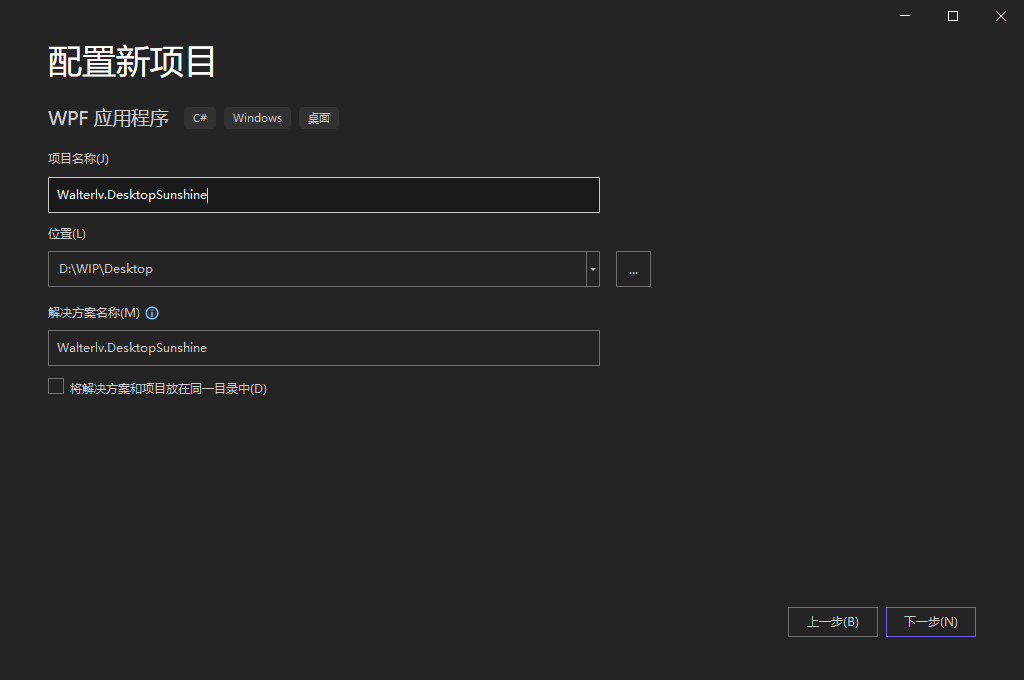 配置新项目
WPF 应用程序 C# Windows 桌面
项目名称(J)
Walterlv.DesktopSunshine
位置(L)
D:\WIP\Desktop ...
解决方案名称(M)
Walterlv.DesktopSunshine
将解决方案和项目放在同一目录中(D)
上一步(B) 下一步(N)